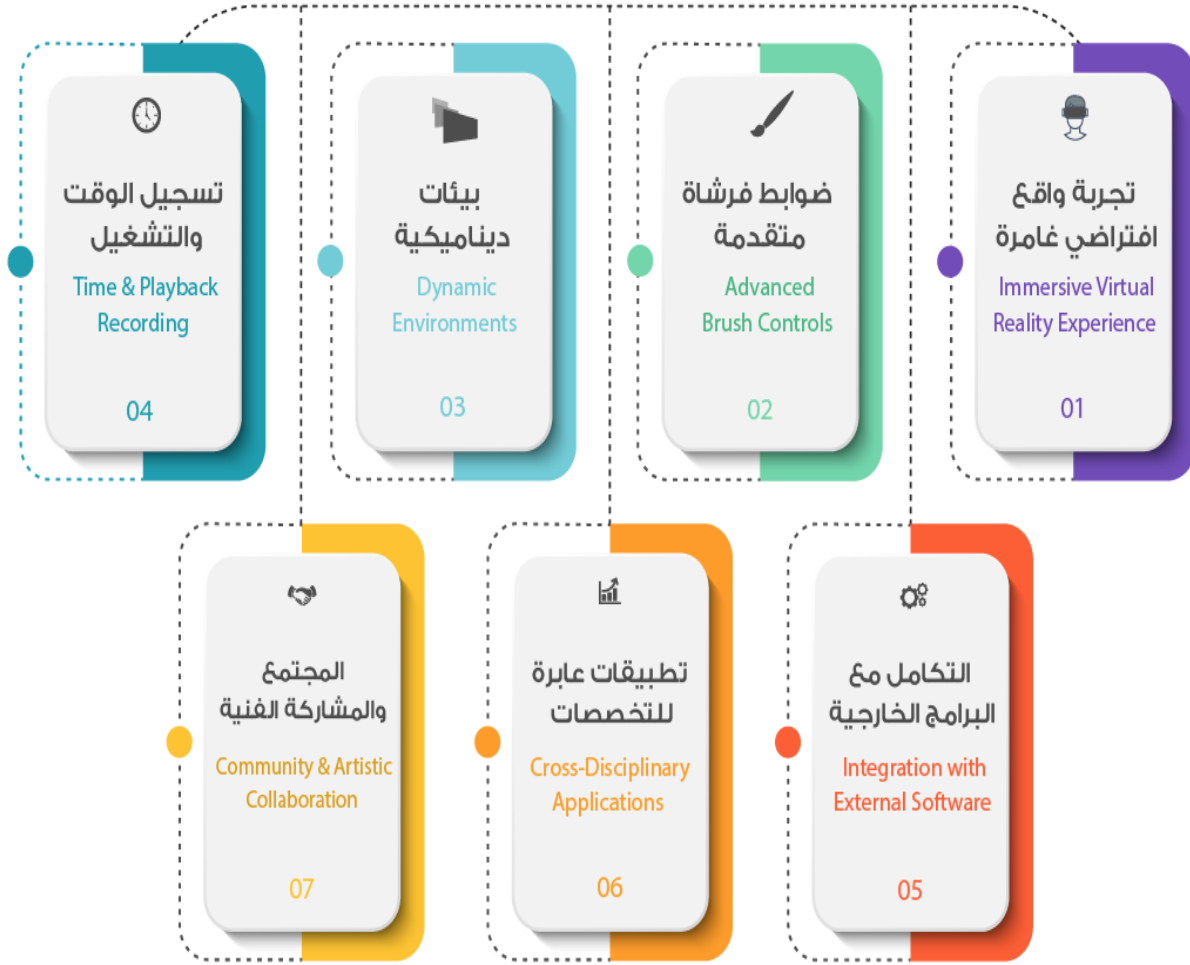 تجربة واقع
افتراضي غامرة
Immersive Virtual
Reality Experience
01
ضوابط فرشاة
متقدمة
Advanced
Brush Controls
02
بيئات
ديناميكية
Dynamic
Environments
03
تسجيل الوقت
والتشغيل
Time & Playback
Recording
04
التكامل مع
البرامج الخارجية
Integration with
External Software
05
تطبيقات عابرة
للتخصصات
Cross-Disciplinary
Applications
06
المجتمع
والمشاركة الفنية
Community & Artistic
Collaboration
07